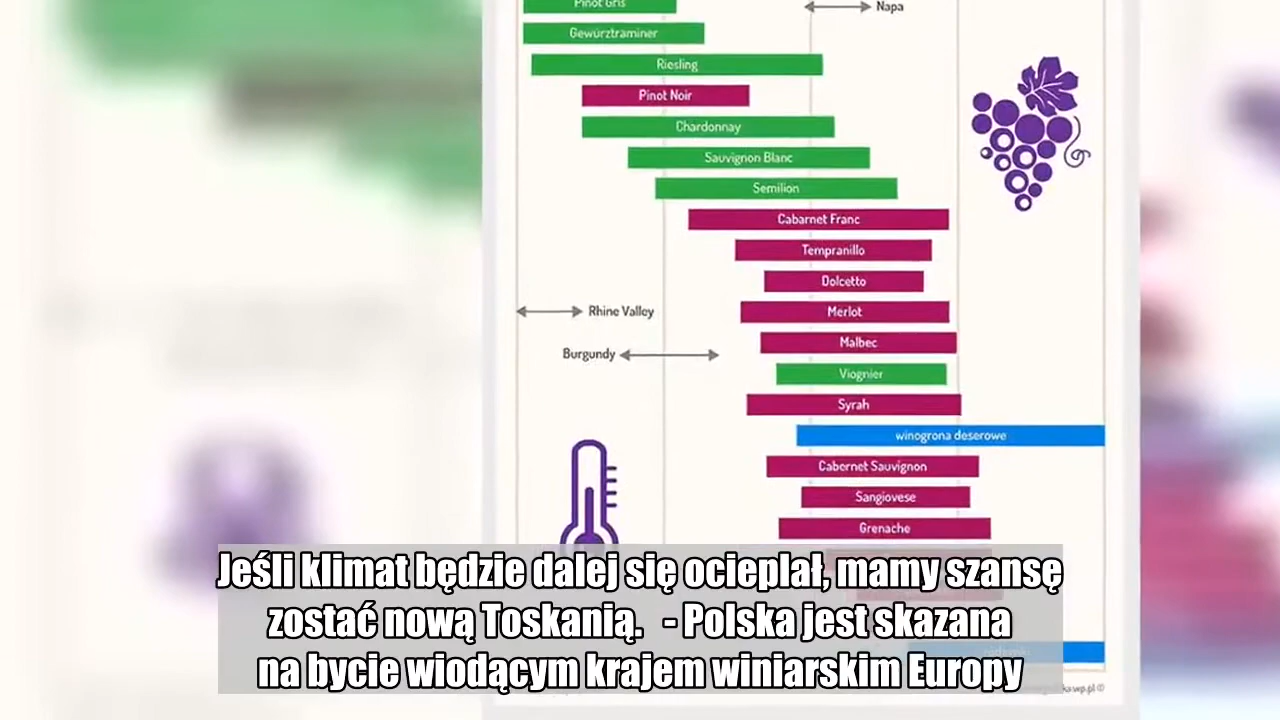 Pinot Gris
Napa
Gewürztraminer
Riesling
Pinot Noir
Chardonnay
Sauvignon Blanc
Semilion
Cabarnet Franc
Tempranillo
Dolcetto
Rhine Valley
Merlot
Malbec
Burgundy
Viognier
Syrah
winogrona deserowe
Cabernet Sauvignon
Sangiovese
Grenache
Jeśli klimat będzie dalej się ocieplał, mamy szansę
zostać nową Toskanią. - Polska jest skazana
na bycie wiodącym krajem winiarskim Europy